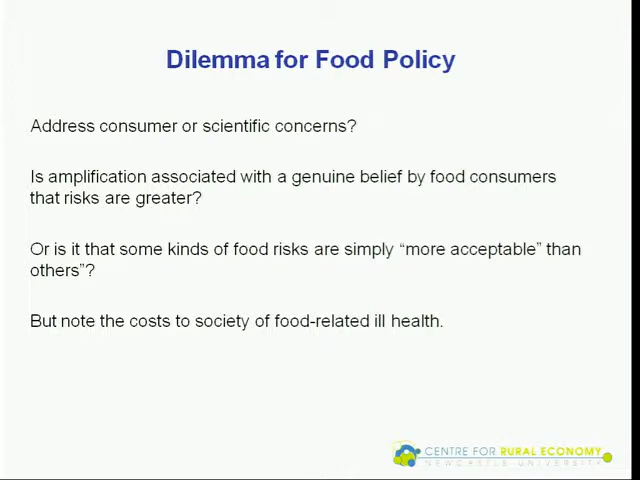 Dilemma for Food Policy
Address consumer or scientific concerns?
Is amplification associated with a genuine belief by food consumers
that risks are greater?
Or is it that some kinds of food risks are simply “more acceptable” than
others”?
But note the costs to society of food-related ill health.
CENTRE FOR RURAL ECONOMY
NEWCASTLE UNIVERSITY